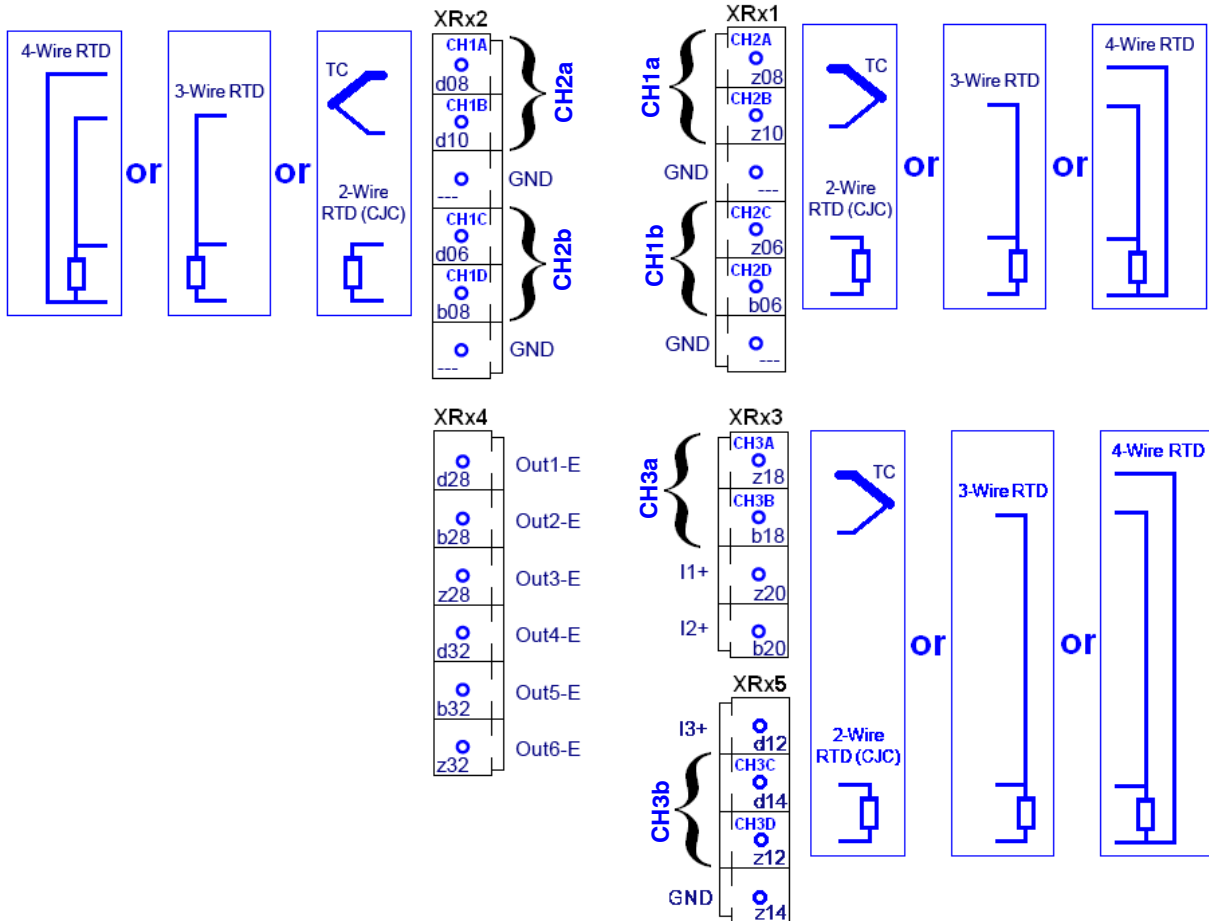 XRx2
4-Wire RTD
3-Wire RTD
or
or
TC
2-Wire
RTD (CJC)
CH1A
d08
CH1B
d10
CH2a
---
GND
CH1C
d06
CH1D
b08
CH2b
---
GND
XRx1
CH1a
CH2A
z08
CH2B
z10
GND
---
CH1b
CH2C
z06
CH2D
b06
GND
---
TC
2-Wire
RTD (CJC)
or
3-Wire RTD
or
4-Wire RTD
XRx4
d28
Out1-E
b28
Out2-E
z28
Out3-E
d32
Out4-E
b32
Out5-E
z32
Out6-E
XRx3
CH3a
CH3A
z18
CH3B
b18
I1+
z20
I2+
b20
XRx5
I3+
d12
CH3b
CH3C
d14
CH3D
z12
GND
z14
TC
2-Wire
RTD (CJC)
or
3-Wire RTD
or
4-Wire RTD